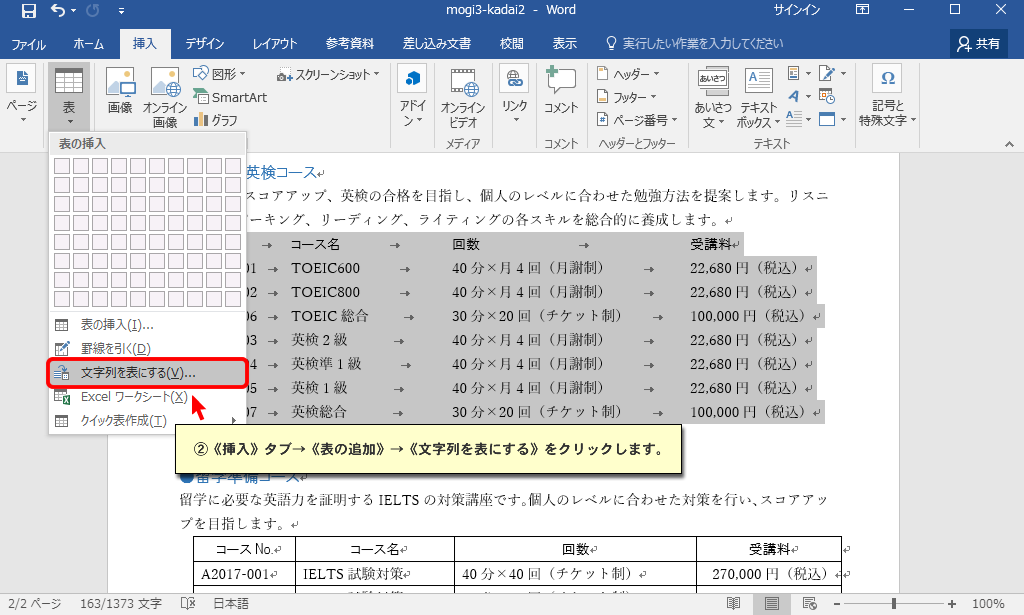 mogi3-kadai2 - Word
サインイン
ファイル ホーム 挿入 デザイン レイアウト 参考資料 差し込み文書 校閲 表示 実行したい作業を入力してください 共有
ページ
表
画像
オンライン画像
図形
SmartArt
グラフ
スクリーンショット
アドイン
オンラインビデオ
メディア
リンク
コメント
コメント
ヘッダー
フッター
ページ番号
ヘッダーとフッター
あいさつ
あいさつ文
テキストボックス
テキスト
記号と特殊文字
表の挿入
表の挿入(I)...
罫線を引く(D)
文字列を表にする(V)...
Excel ワークシート(X)
クイック表作成(T)
英検コース
スコアアップ、英検の合格を目指し、個人のレベルに合わせた勉強方法を提案します。リスニ
ーキング、リーディング、ライティングの各スキルを総合的に養成します。
→ コース名 → 回数 → 受講料
01 → TOEIC600 → 40 分×月 4 回（月謝制） → 22,680 円（税込）
02 → TOEIC800 → 40 分×月 4 回（月謝制） → 22,680 円（税込）
06 → TOEIC 総合 → 30 分×20 回（チケット制） → 100,000 円（税込）
03 → 英検 2 級 → 40 分×月 4 回（月謝制） → 22,680 円（税込）
4 → 英検準 1 級 → 40 分×月 4 回（月謝制） → 22,680 円（税込）
05 → 英検 1 級 → 40 分×月 4 回（月謝制） → 22,680 円（税込）
07 → 英検総合 → 30 分×20 回（チケット制） → 100,000 円（税込）
②《挿入》タブ→《表の追加》→《文字列を表にする》をクリックします。
●留学準備コース
留学に必要な英語力を証明する IELTS の対策講座です。個人のレベルに合わせた対策を行い、スコアアッ
プを目指します。
コース No. コース名 回数 受講料
A2017-001 IELTS 試験対策 40 分×40 回（チケット制） 270,000 円（税込）
2/2 ページ 163/1373 文字 日本語 100%